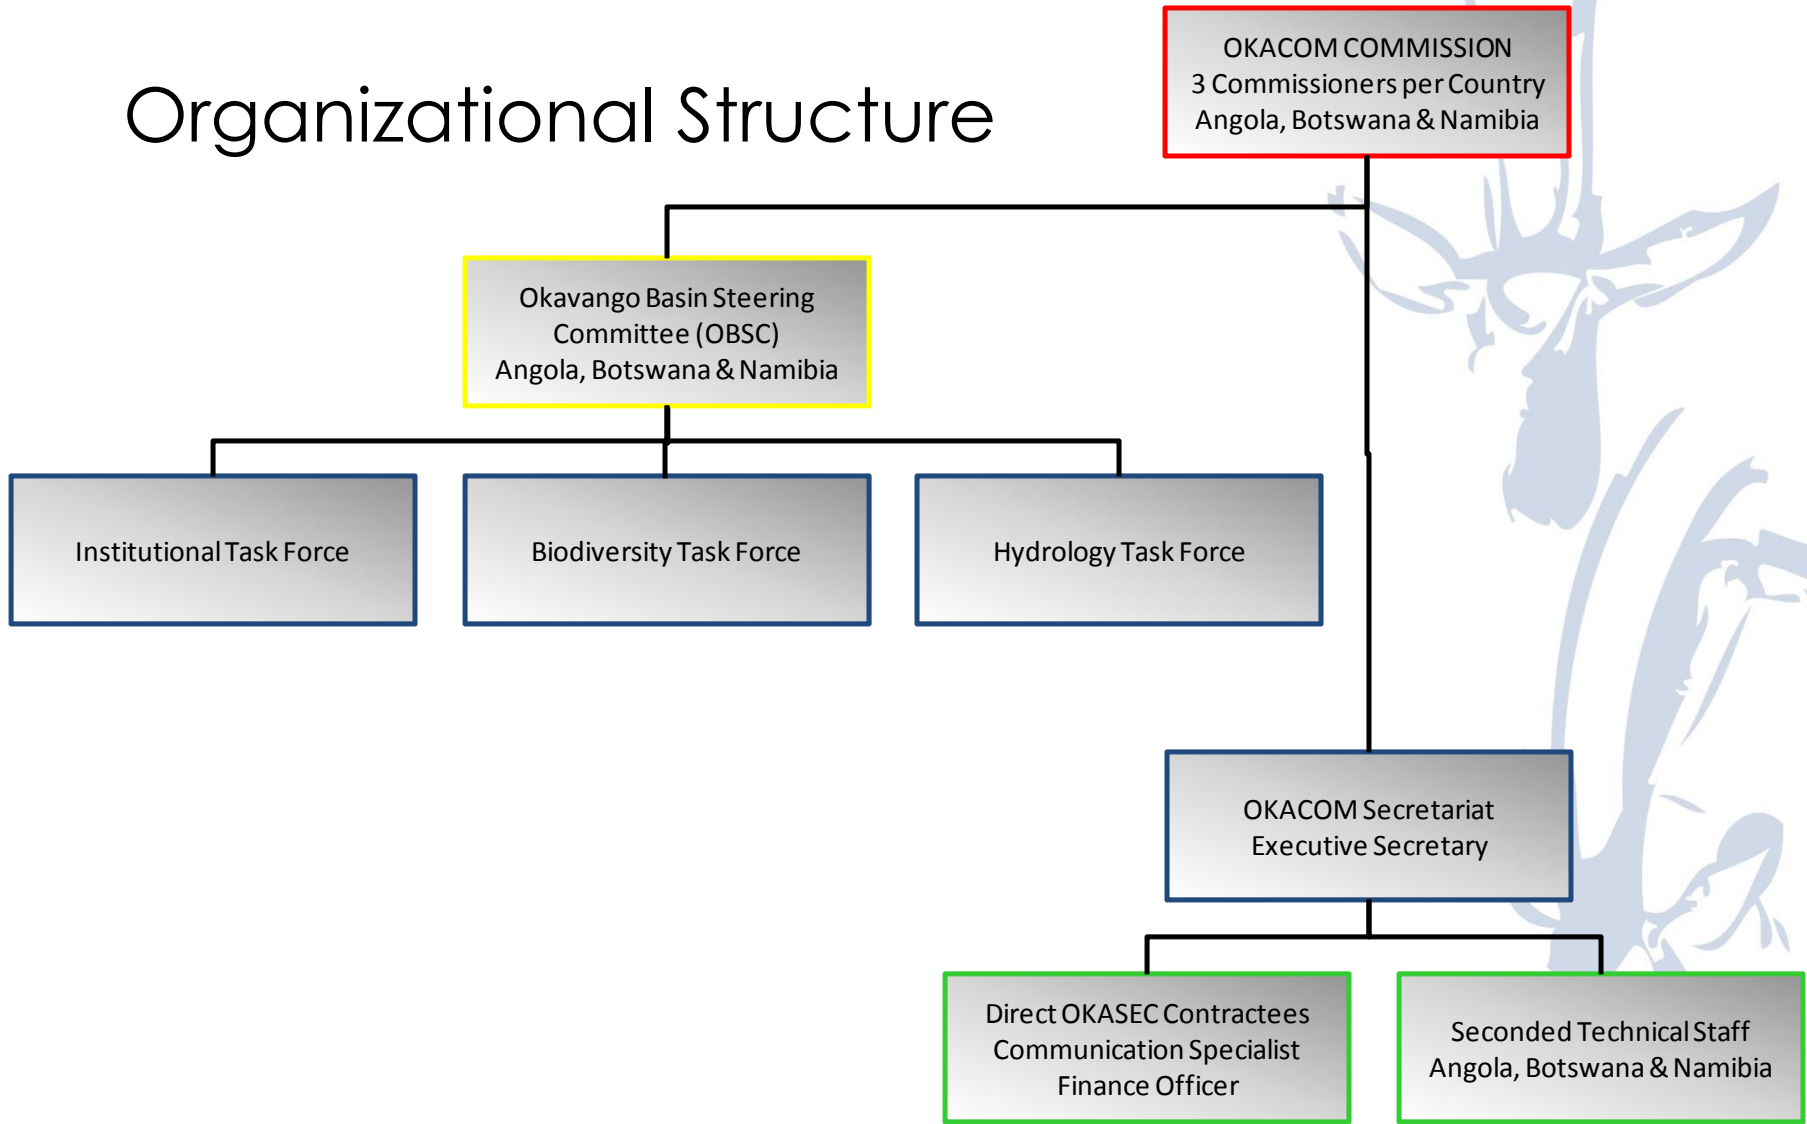 Organizational Structure
OKACOM COMMISSION
3 Commissioners per Country
Angola, Botswana & Namibia
Okavango Basin Steering
Committee (OBSC)
Angola, Botswana & Namibia
Institutional Task Force
Biodiversity Task Force
Hydrology Task Force
OKACOM Secretariat
Executive Secretary
Direct OKASEC Contractees
Communication Specialist
Finance Officer
Seconded Technical Staff
Angola, Botswana & Namibia